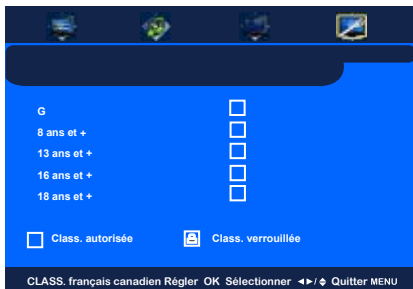 G
8 ans et +
13 ans et +
16 ans et +
18 ans et +
Class. autorisée Class. verrouillée
CLASS. français canadien Régler OK Sélectionner ◄►/ ♦ Quitter MENU